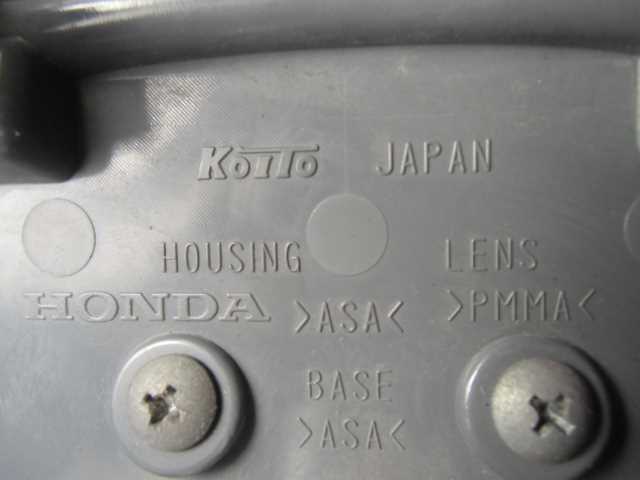 KOITO JAPAN
HOUSING LENS
HONDA >ASA< >PMMA<
BASE
>ASA<